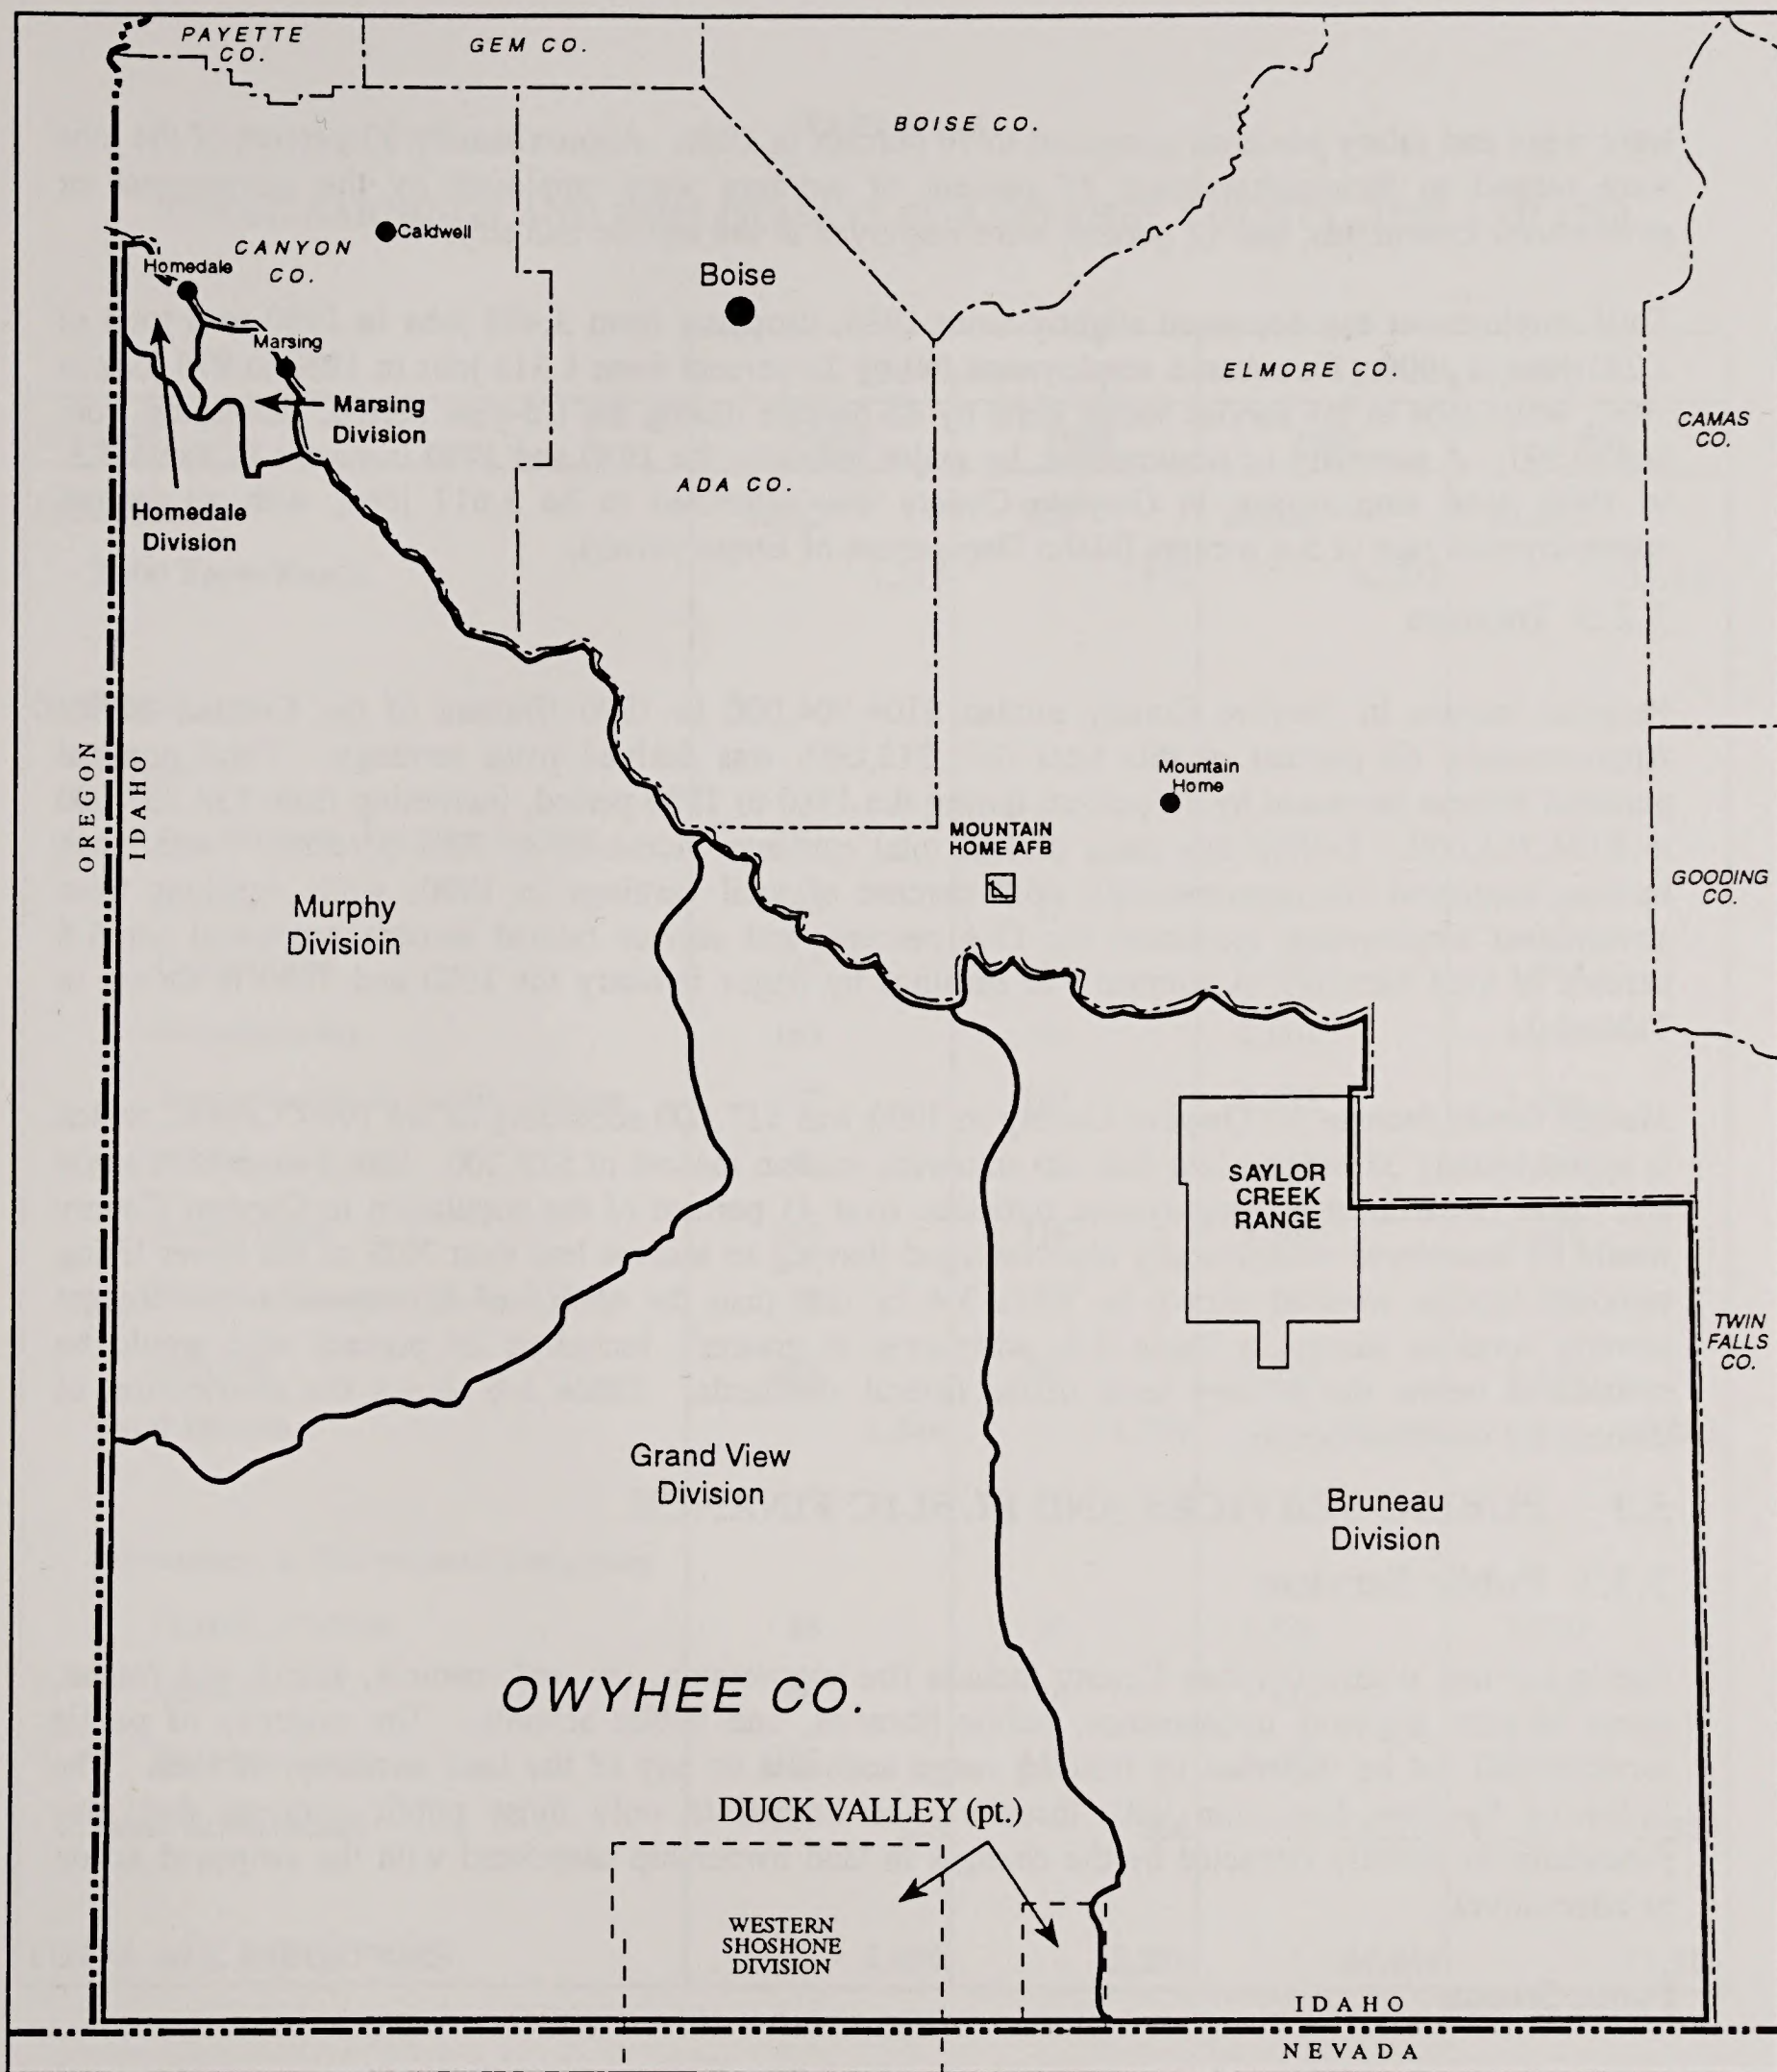 PAYETTE
CO.
GEM CO.
BOISE CO.
Caldwell
CANYON
CO.
Homedale
Boise
Marsing
ELMORE CO.
Marsing
Division
CAMAS
CO.
ADA CO.
Homedale
Division
OREGON
IDAHO
Mountain
Home
MOUNTAIN
HOME AFB
GOODING
CO.
Murphy
Divisioin
SAYLOR
CREEK
RANGE
TWIN
FALLS
CO.
Grand View
Division
Bruneau
Division
OWYHEE CO.
DUCK VALLEY (pt.)
WESTERN
SHOSHONE
DIVISION
IDAHO
NEVADA